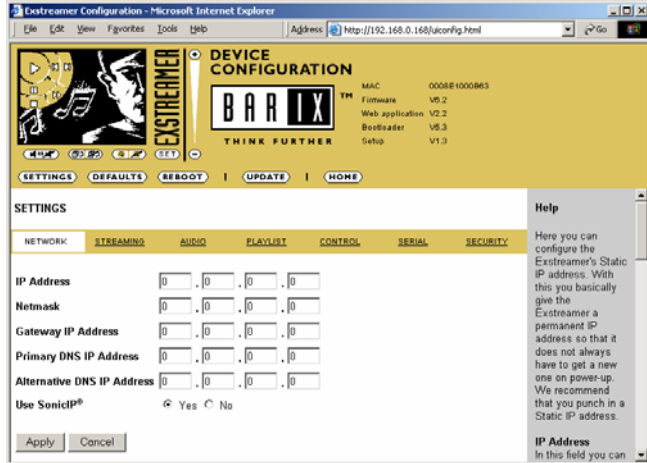 Exstreamer Configuration - Microsoft Internet Explorer
File Edit View Favorites Tools Help
Address http://192.168.0.168/uiconfig.html
Go
EXSTREAMER
SET
DEVICE
CONFIGURATION
BARIX TM
THINK FURTHER
MAC 0008E1000B63
Firmware V6.2
Web application V2.2
Bootloader V5.3
Setup V1.3
SETTINGS DEFAULTS REBOOT | UPDATE | HOME
SETTINGS
NETWORK STREAMING AUDIO PLAYLIST CONTROL SERIAL SECURITY
IP Address 0 . 0 . 0 . 0
Netmask 0 . 0 . 0 . 0
Gateway IP Address 0 . 0 . 0 . 0
Primary DNS IP Address 0 . 0 . 0 . 0
Alternative DNS IP Address 0 . 0 . 0 . 0
Use SonicIP® Yes No
Apply Cancel
Help
Here you can
configure the
Exstreamer's Static
IP address. With
this you basically
give the
Exstreamer a
permanent IP
address so that it
does not always
have to get a new
one on power-up.
We recommend
that you punch in a
Static IP address.
IP Address
In this field you can